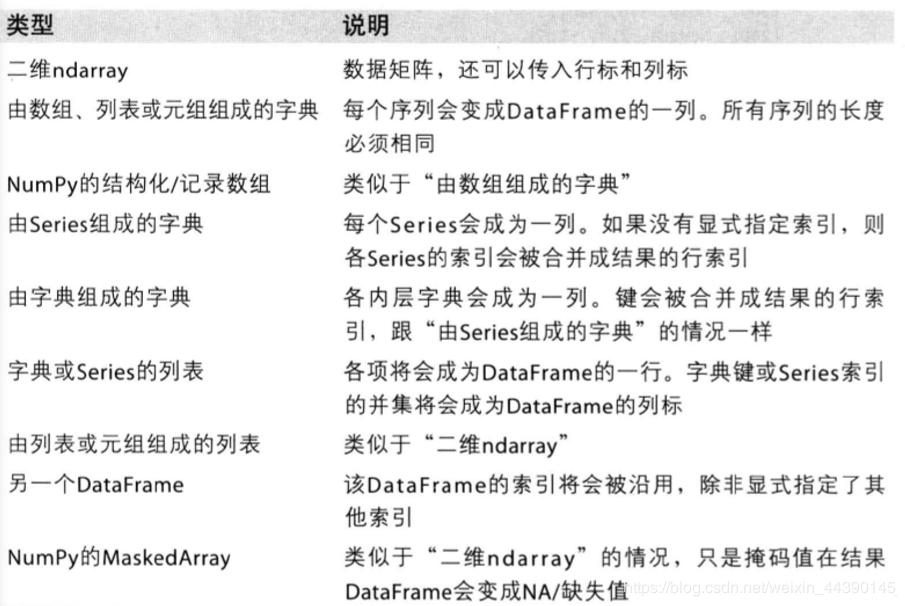 类型 说明
二维ndarray 数据矩阵，还可以传入行标和列标
由数组、列表或元组组成的字典 每个序列会变成DataFrame的一列。所有序列的长度
必须相同
NumPy的结构化/记录数组 类似于“由数组组成的字典”
由Series组成的字典 每个Series会成为一列。如果没有显式指定索引，则
各Series的索引会被合并成结果的行索引
由字典组成的字典 各内层字典会成为一列。键会被合并成结果的行索
引，跟“由Series组成的字典”的情况一样
字典或Series的列表 各项将会成为DataFrame的一行。字典键或Series索引
的并集将会成为DataFrame的列标
由列表或元组组成的列表 类似于“二维ndarray”
另一个DataFrame 该DataFrame的索引将会被沿用，除非显式指定了其
他索引
NumPy的MaskedArray 类似于“二维ndarray”的情况，只是掩码值在结果
DataFrame会变成NA/缺失值
https://blog.csdn.net/weixin_44390145